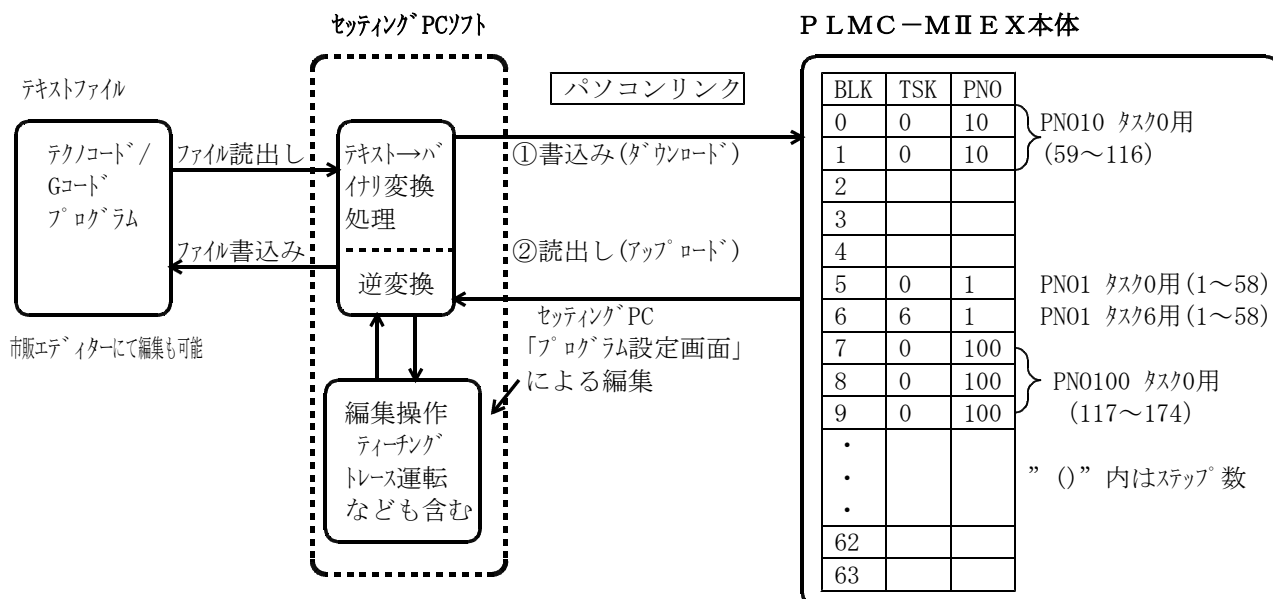 セッティングPCソフト
PLMC-MⅡEX本体
テキストファイル
パソコンリンク
テクノコード/
Gコード
プログラム
ファイル読出し
ファイル書込み
市販エディターにて編集も可能
テキスト→バ
イナリ変換
処理
逆変換
①書込み(ダウンロード)
②読出し(アップロード)
セッティングPC
「プログラム設定画面」
による編集
編集操作
ティーチング
トレース運転
なども含む
BLK TSK PNO
0 0 10
1 0 10
2
3
4
5 0 1
6 6 1
7 0 100
8 0 100
9 0 100
・
・
・
62
63
PNO10 タスク0用
(59~116)
PNO1 タスク0用(1~58)
PNO1 タスク6用(1~58)
PNO100 タスク0用
(117~174)
”()”内はステップ数